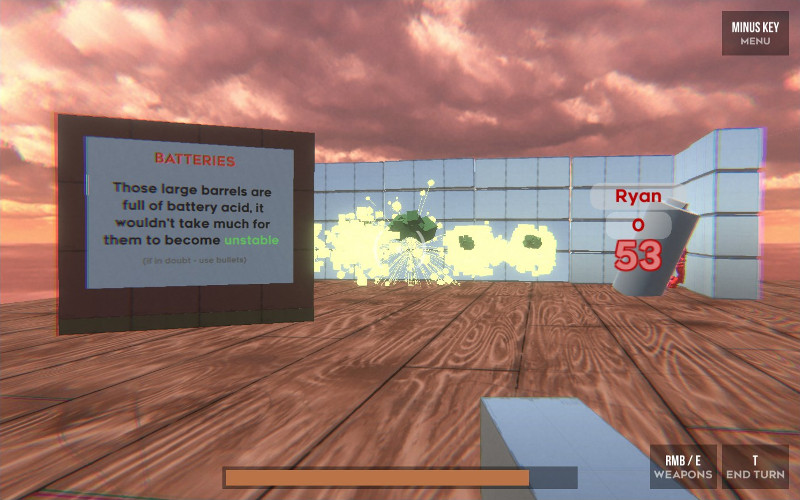 MINUS KEY
MENU
BATTERIES
Those large barrels are
full of battery acid, it
wouldn't take much for
them to become unstable
(if in doubt - use bullets)
Ryan
0
53
RMB / E
WEAPONS
T
END TURN